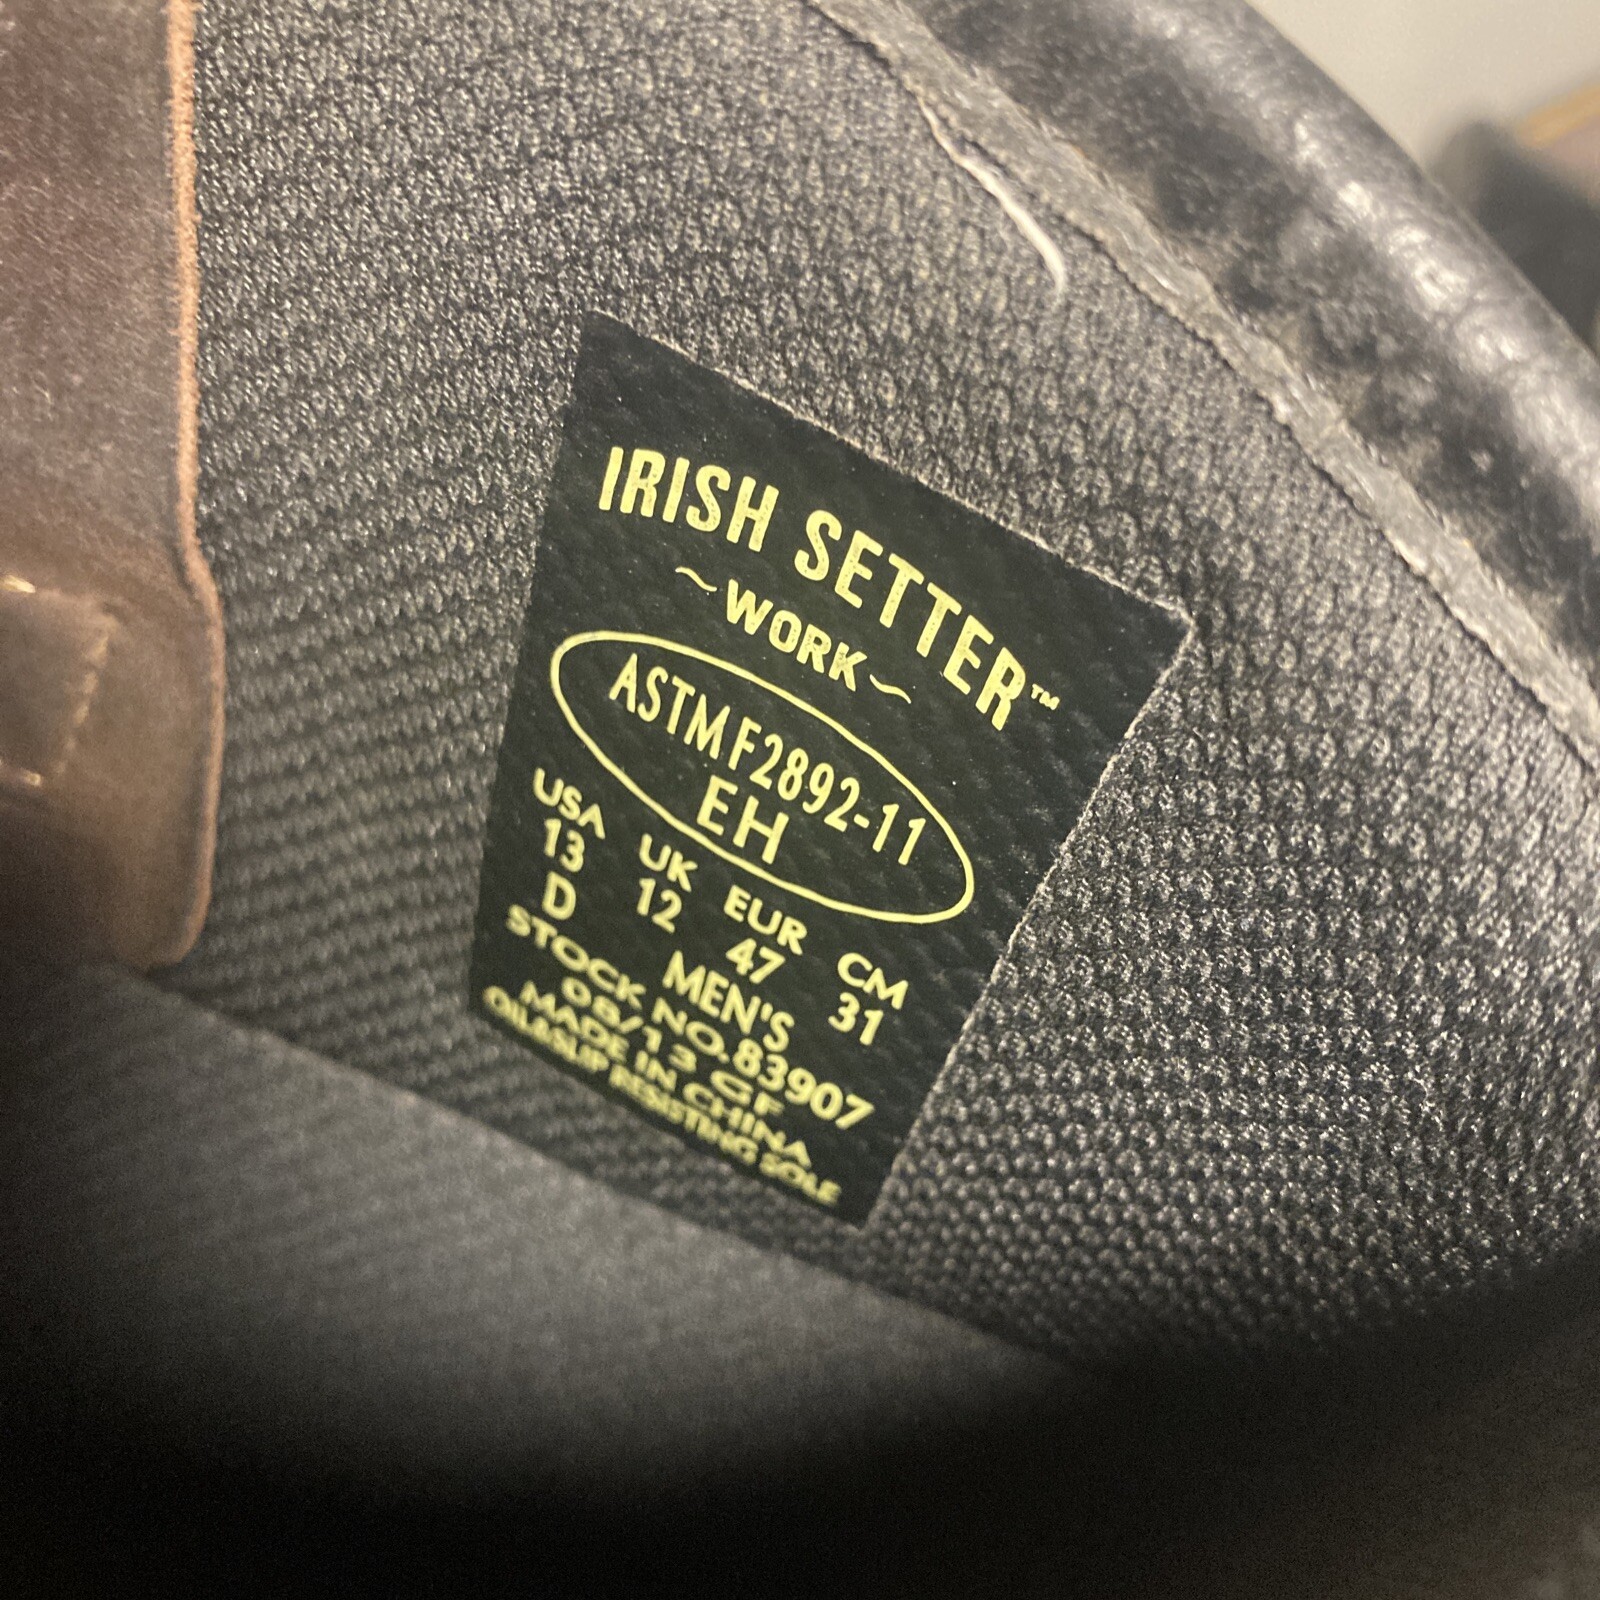 IRISH SETTER™
~WORK~
ASTM F2892-11
EH
USA UK EUR CM
13 12 47 31
D MEN'S
STOCK NO.83907
08/13 GF
MADE IN CHINA
OIL&SLIP RESISTING SOLE